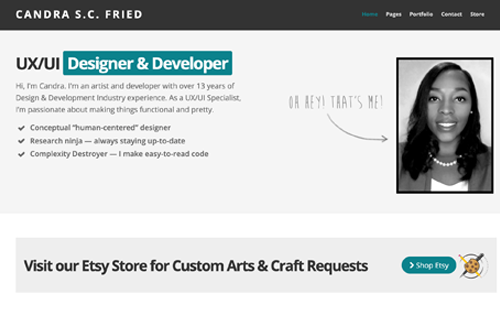 CANDRA S.C. FRIED
Home Pages Portfolio Contact Store
UX/UI Designer & Developer
Hi, I'm Candra. I'm an artist and developer with over 13 years of
Design & Development Industry experience. As a UX/UI Specialist,
I'm passionate about making things functional and pretty.
Conceptual "human-centered" designer
Research ninja — always staying up-to-date
Complexity Destroyer — I make easy-to-read code
OH HEY! THAT'S ME!
Visit our Etsy Store for Custom Arts & Craft Requests
Shop Etsy